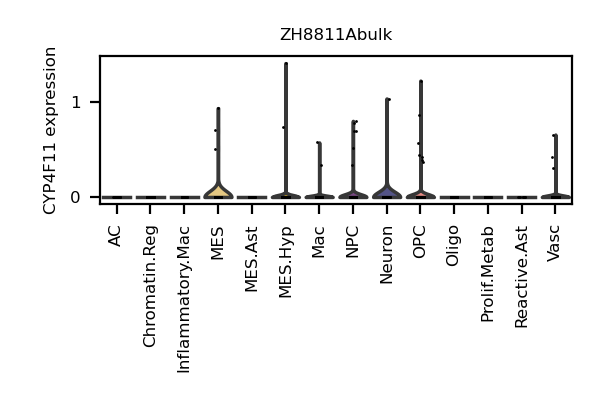 ZH8811Abulk
CYP4F11 expression
1
0
AC
Chromatin.Reg
Inflammatory.Mac
MES
MES.Ast
MES.Hyp
Mac
NPC
Neuron
OPC
Oligo
Prolif.Metab
Reactive.Ast
Vasc